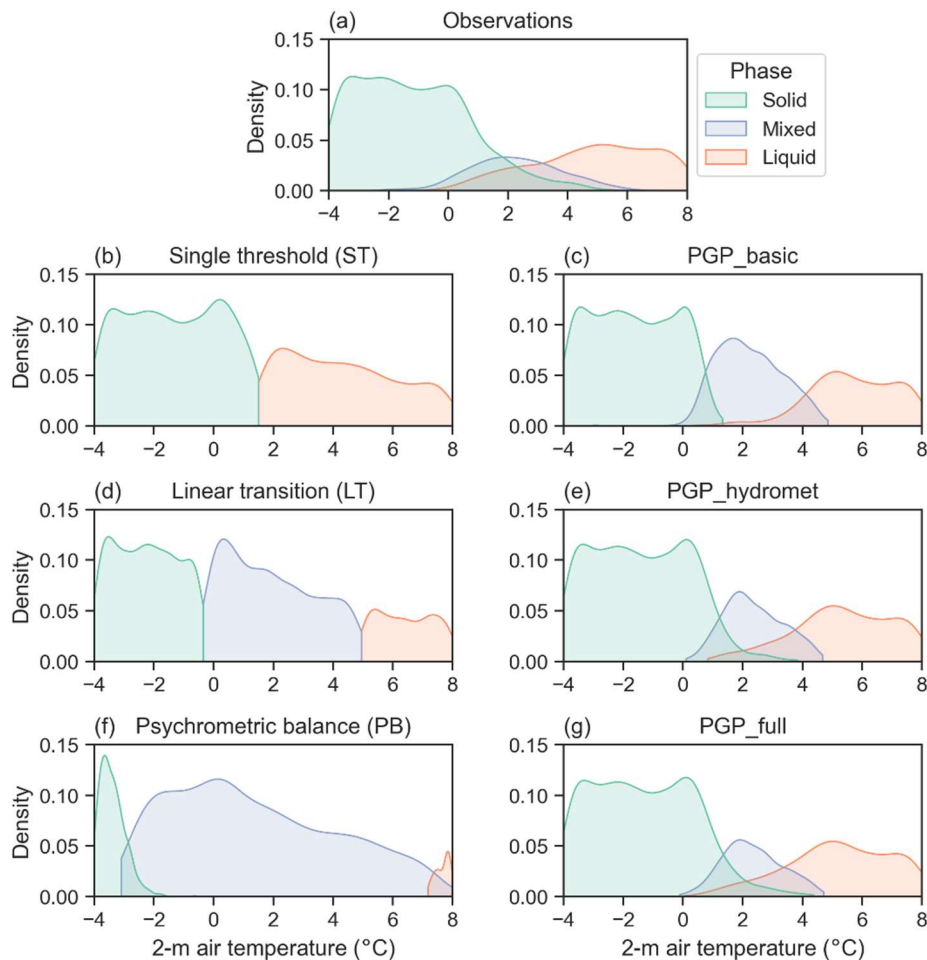 (a) Observations
0.15
0.10
0.05
0.00
Density
−4 −2 0 2 4 6 8
Phase
Solid
Mixed
Liquid
(b) Single threshold (ST)
0.15
0.10
0.05
0.00
Density
−4 −2 0 2 4 6 8
(c) PGP_basic
0.15
0.10
0.05
0.00
−4 −2 0 2 4 6 8
(d) Linear transition (LT)
0.15
0.10
0.05
0.00
Density
−4 −2 0 2 4 6 8
(e) PGP_hydromet
0.15
0.10
0.05
0.00
−4 −2 0 2 4 6 8
(f) Psychrometric balance (PB)
0.15
0.10
0.05
0.00
Density
−4 −2 0 2 4 6 8
2-m air temperature (°C)
(g) PGP_full
0.15
0.10
0.05
0.00
−4 −2 0 2 4 6 8
2-m air temperature (°C)